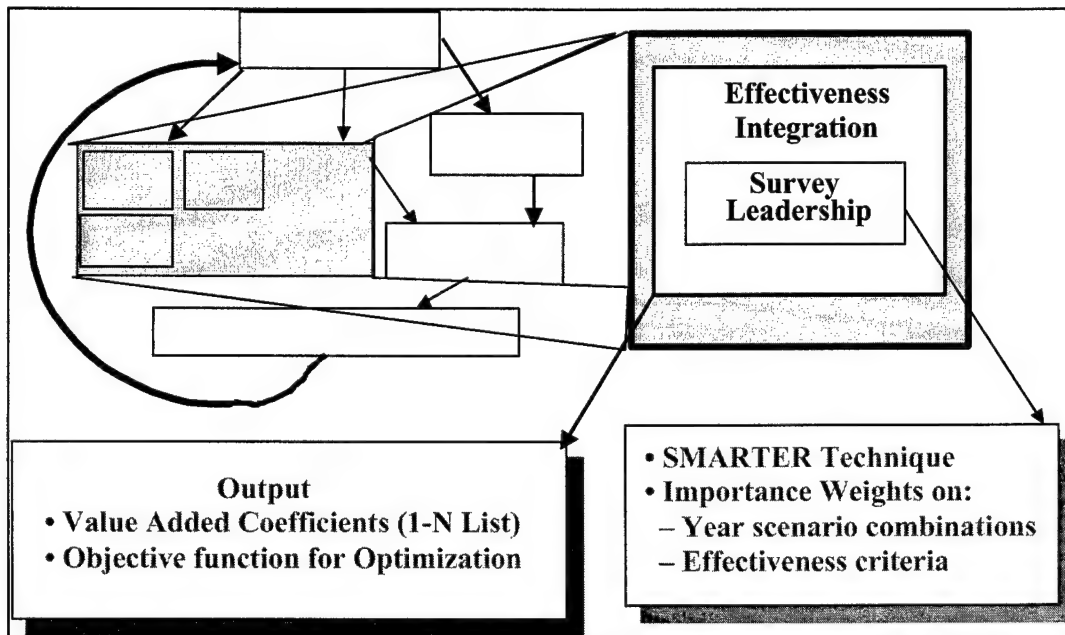 Effectiveness
Integration
Survey
Leadership
Output
• Value Added Coefficients (1-N List)
• Objective function for Optimization
• SMARTER Technique
• Importance Weights on:
– Year scenario combinations
– Effectiveness criteria